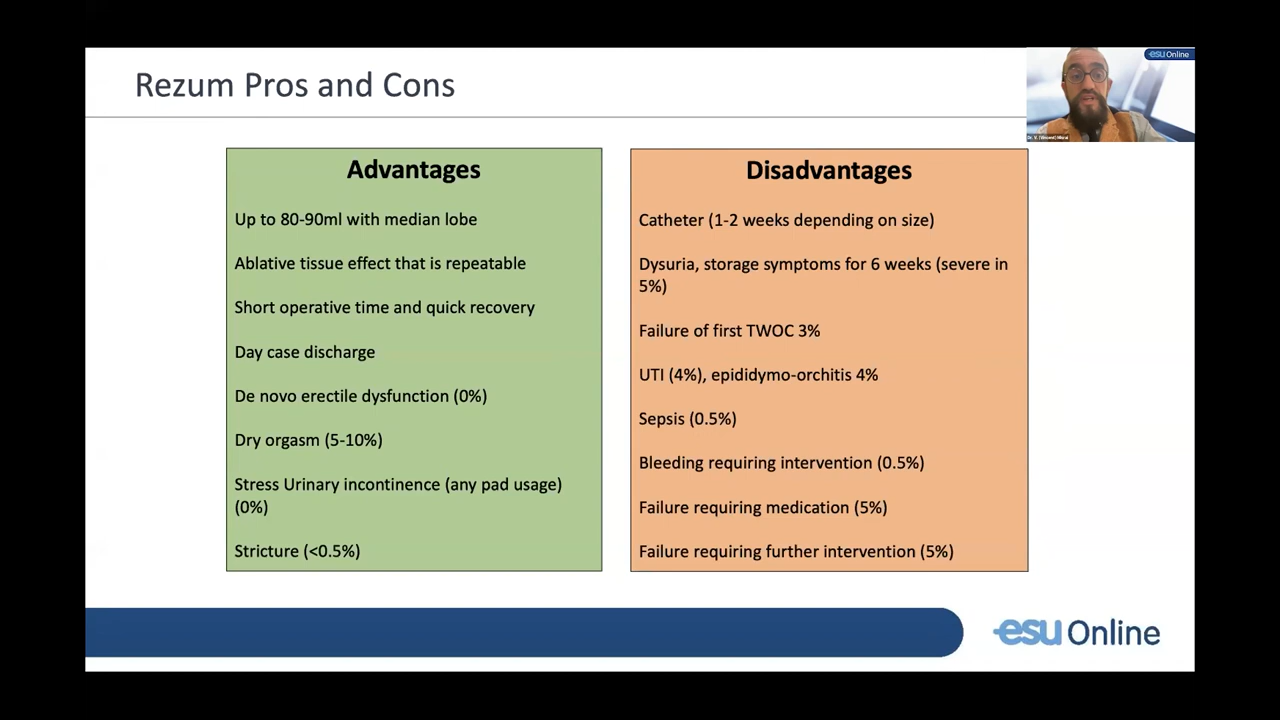 Rezum Pros and Cons
esu Online
Advantages
Up to 80-90ml with median lobe
Ablative tissue effect that is repeatable
Short operative time and quick recovery
Day case discharge
De novo erectile dysfunction (0%)
Dry orgasm (5-10%)
Stress Urinary incontinence (any pad usage)
(0%)
Stricture (<0.5%)
Disadvantages
Catheter (1-2 weeks depending on size)
Dysuria, storage symptoms for 6 weeks (severe in
5%)
Failure of first TWOC 3%
UTI (4%), epididymo-orchitis 4%
Sepsis (0.5%)
Bleeding requiring intervention (0.5%)
Failure requiring medication (5%)
Failure requiring further intervention (5%)
esu Online